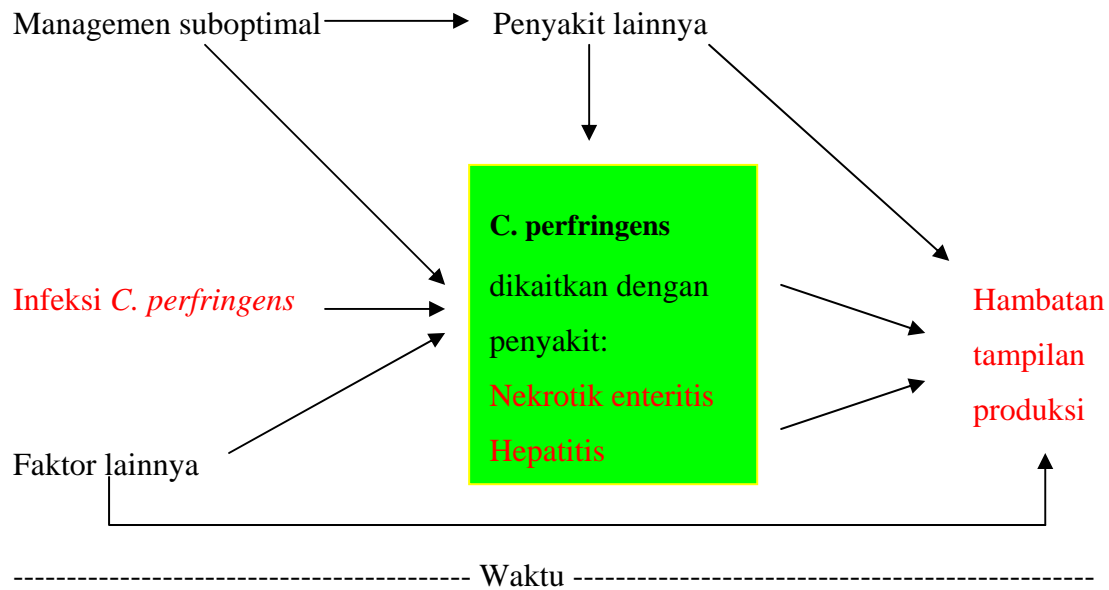 Managemen suboptimal
Penyakit lainnya
C. perfringens
dikaitkan dengan
penyakit:
Nekrotik enteritis
Hepatitis
Infeksi C. perfringens
Hambatan
tampilan
produksi
Faktor lainnya
Waktu